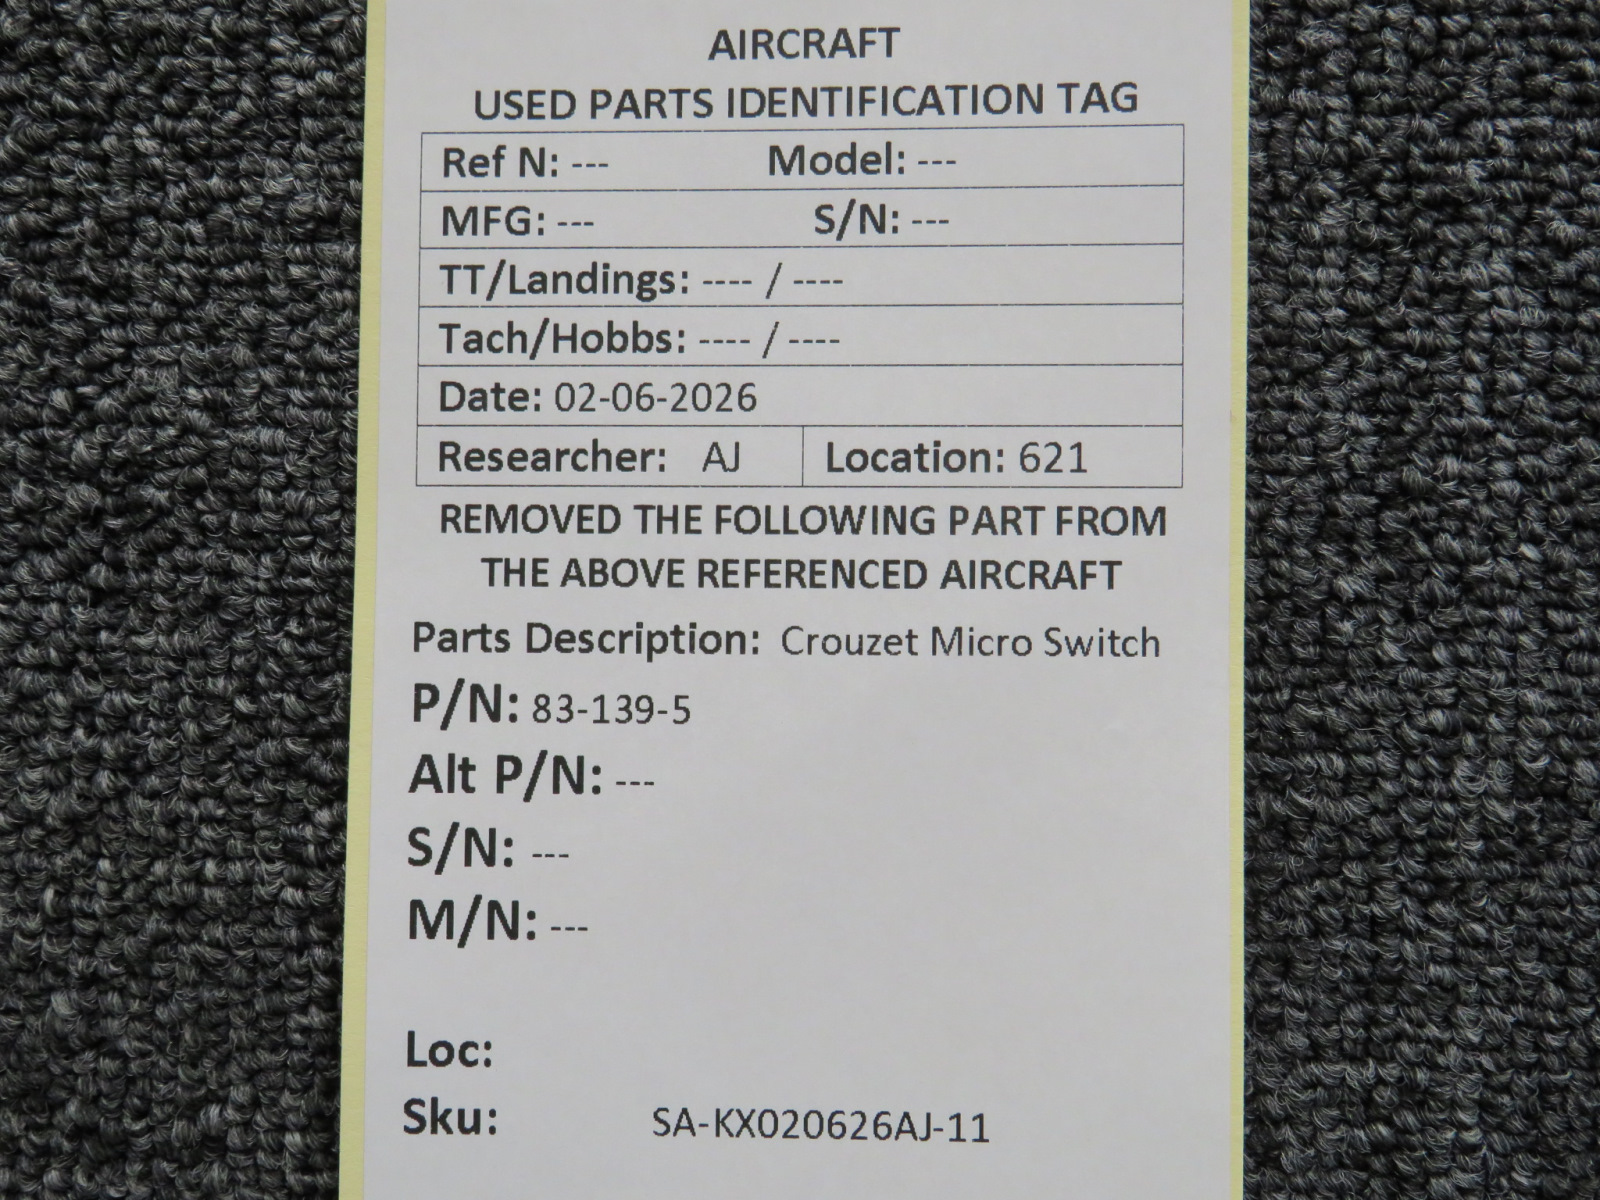 AIRCRAFT
USED PARTS IDENTIFICATION TAG
Ref N: --- Model: ---
MFG: --- S/N: ---
TT/Landings: ---- / ----
Tach/Hobbs: ---- / ----
Date: 02-06-2026
Researcher: AJ Location: 621
REMOVED THE FOLLOWING PART FROM
THE ABOVE REFERENCED AIRCRAFT
Parts Description: Crouzet Micro Switch
P/N: 83-139-5
Alt P/N: ---
S/N: ---
M/N: ---
Loc:
Sku: SA-KX020626AJ-11